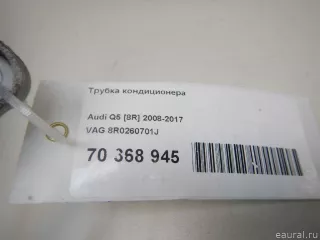 Трубка кондиционера
Audi Q5 [8R] 2008-2017
VAG 8R0260701J
70 368 945
eaural.ru